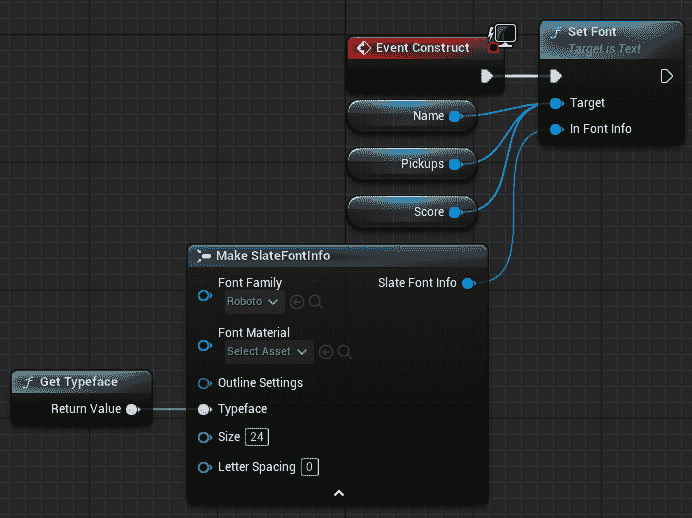 Event Construct
Set Font
Target is Text
Target
In Font Info
Name
Pickups
Score
Make SlateFontInfo
Font Family
Roboto
Slate Font Info
Font Material
Select Asset
Outline Settings
Get Typeface
Return Value
Typeface
Size 24
Letter Spacing 0